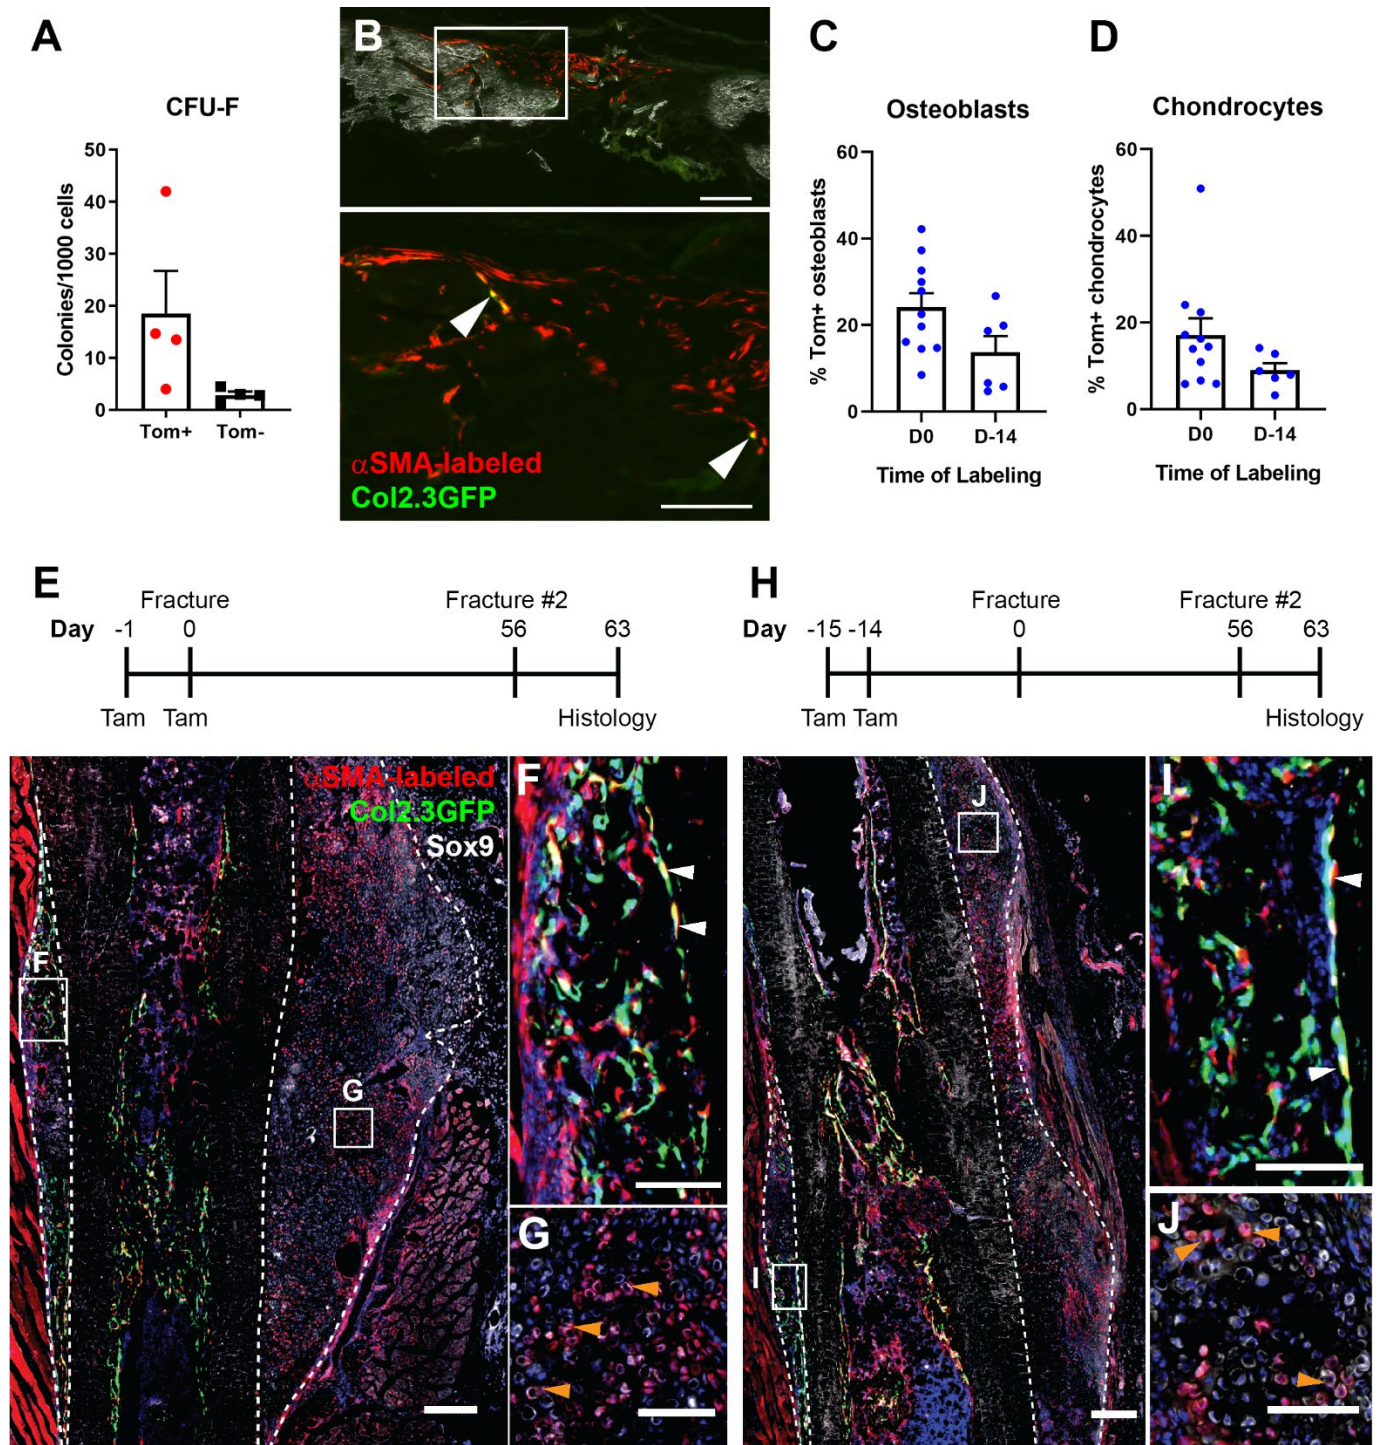 A
CFU-F
Colonies/1000 cells
50
40
30
20
10
0
Tom+ Tom-
B
αSMA-labeled
Col2.3GFP
C
Osteoblasts
% Tom+ osteoblasts
60
40
20
0
D0 D-14
Time of Labeling
D
Chondrocytes
% Tom+ chondrocytes
60
40
20
0
D0 D-14
Time of Labeling
E
Fracture Fracture #2
Day -1 0 56 63
Tam Tam Histology
αSMA-labeled
Col2.3GFP
Sox9
F
G
F
G
H
Fracture Fracture #2
Day -15 -14 0 56 63
Tam Tam Histology
J
I
I
J